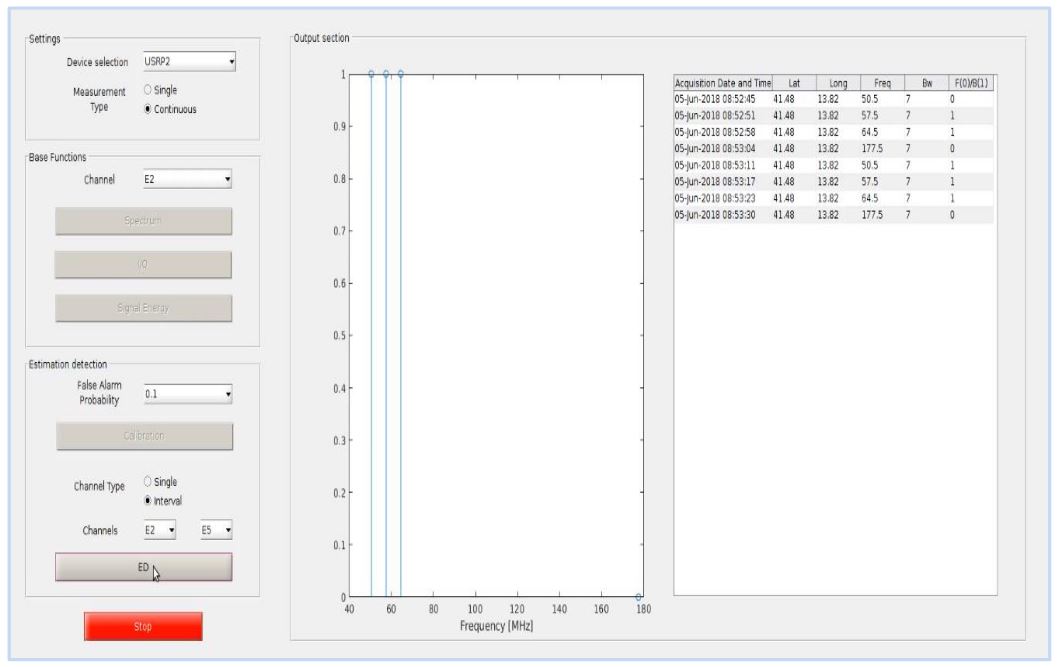 Settings
Device selection USRP2
Measurement Type
Single
Continuous
Base Functions
Channel E2
Spectrum
I/Q
Signal Energy
Estimation detection
False Alarm Probability 0.1
Calibration
Channel Type
Single
Interval
Channels E2 E5
ED
Stop
Output section
1
0.9
0.8
0.7
0.6
0.5
0.4
0.3
0.2
0.1
0
40 60 80 100 120 140 160 180
Frequency [MHz]
Acquisition Date and Time Lat Long Freq Bw F(0)/B(1)
05-Jun-2018 08:52:45 41.48 13.82 50.5 7 0
05-Jun-2018 08:52:51 41.48 13.82 57.5 7 1
05-Jun-2018 08:52:58 41.48 13.82 64.5 7 1
05-Jun-2018 08:53:04 41.48 13.82 177.5 7 0
05-Jun-2018 08:53:11 41.48 13.82 50.5 7 1
05-Jun-2018 08:53:17 41.48 13.82 57.5 7 1
05-Jun-2018 08:53:23 41.48 13.82 64.5 7 1
05-Jun-2018 08:53:30 41.48 13.82 177.5 7 0